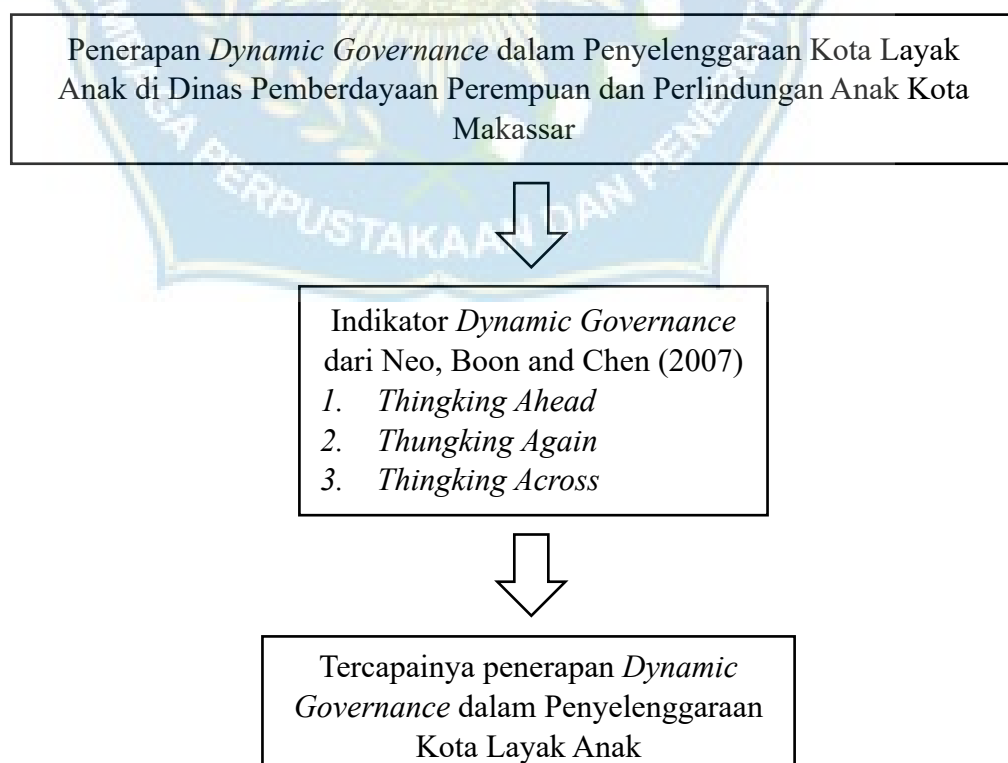 Penerapan Dynamic Governance dalam Penyelenggaraan Kota Layak
Anak di Dinas Pemberdayaan Perempuan dan Perlindungan Anak Kota
Makassar
PERPUSTAKAAN DAN
Indikator Dynamic Governance
dari Neo, Boon and Chen (2007)
1. Thingking Ahead
2. Thungking Again
3. Thingking Across
Tercapainya penerapan Dynamic
Governance dalam Penyelenggaraan
Kota Layak Anak